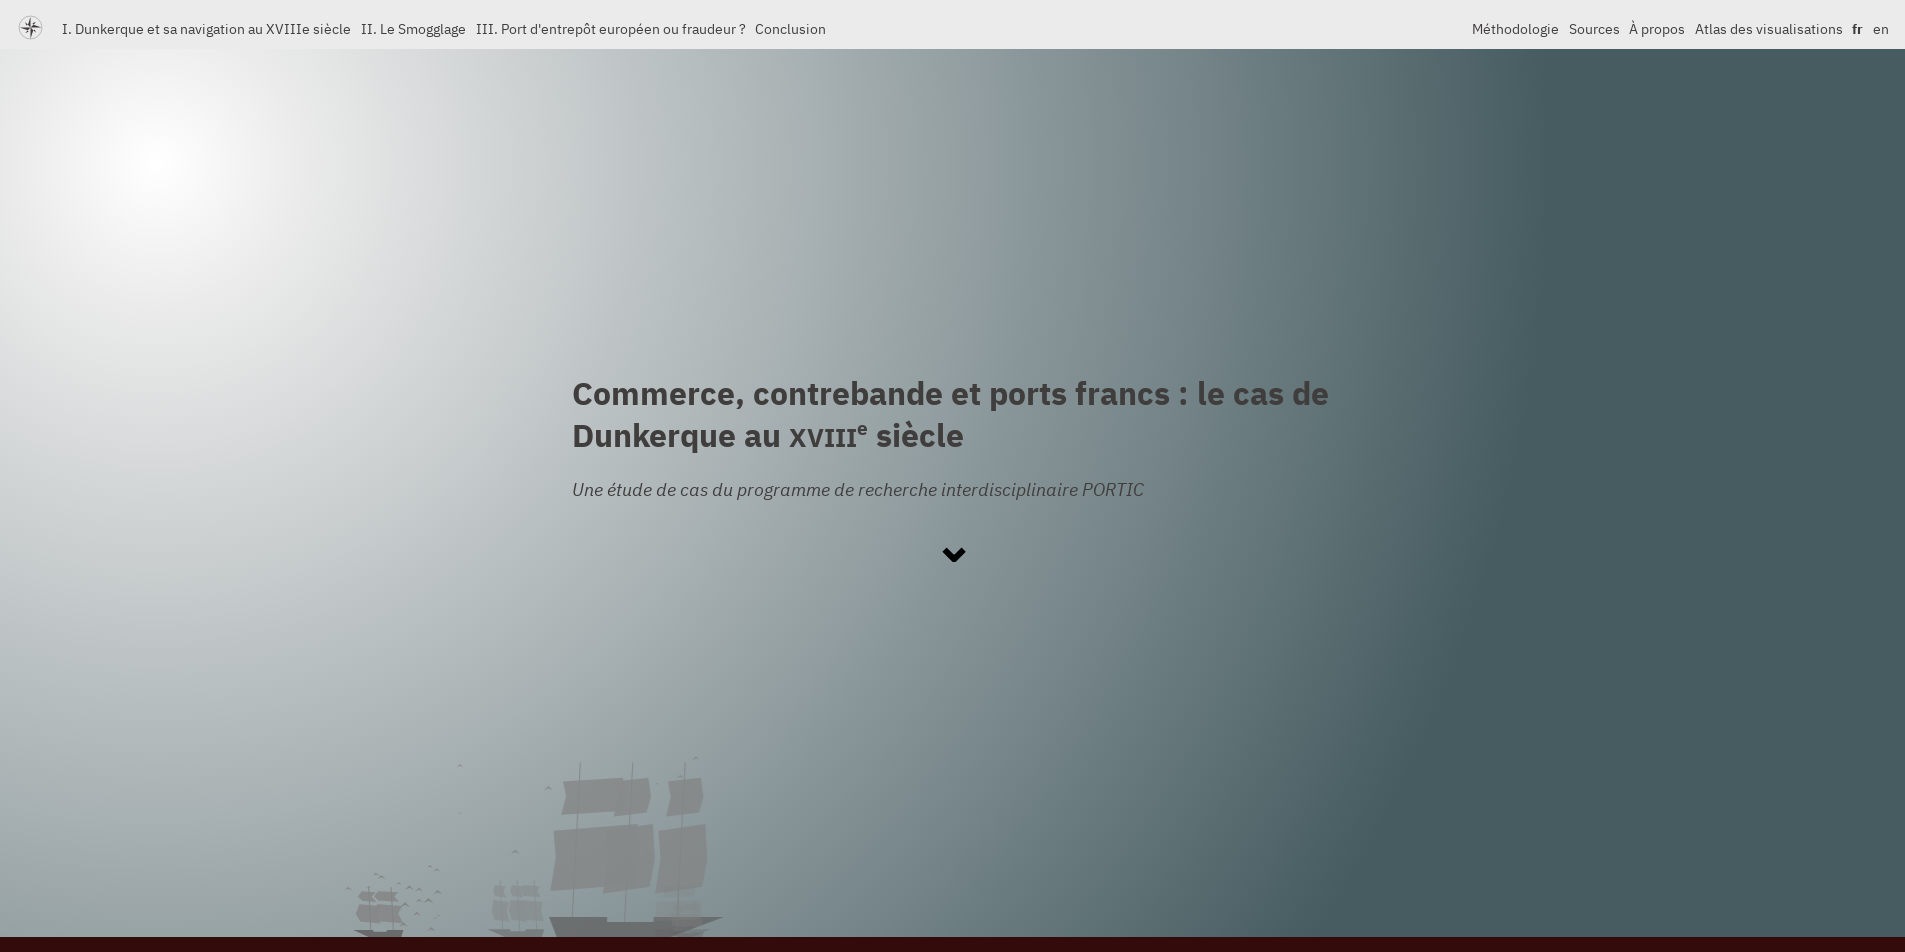 I. Dunkerque et sa navigation au XVIIIe siècle II. Le Smogglage III. Port d'entrepôt européen ou fraudeur ? Conclusion Méthodologie Sources À propos Atlas des visualisations fr en
Commerce, contrebande et ports francs : le cas de
Dunkerque au XVIIIe siècle
Une étude de cas du programme de recherche interdisciplinaire PORTIC